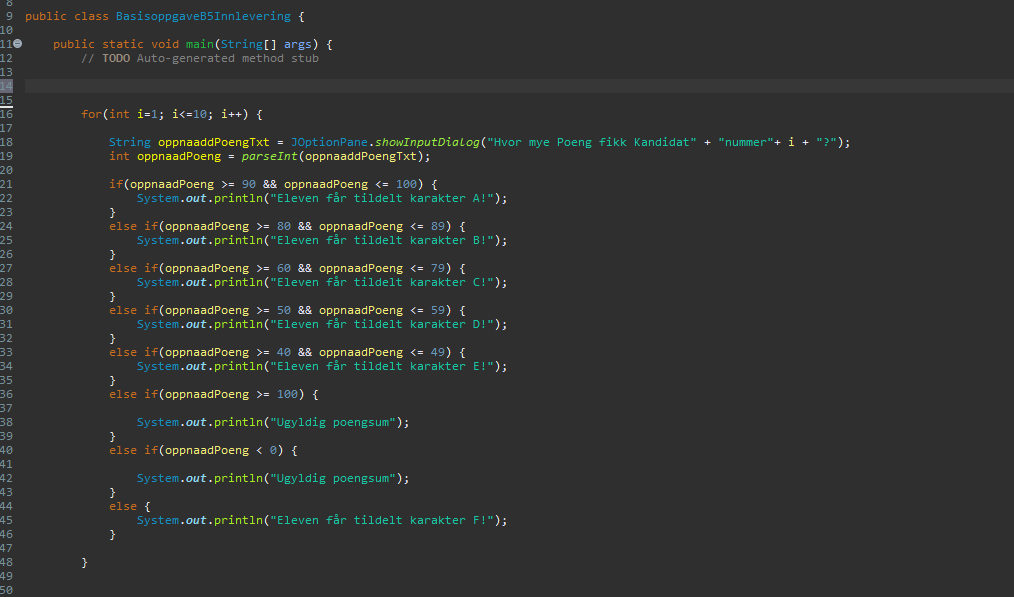 8
9 public class BasisoppgaveB5Innlevering {
10
11 public static void main(String[] args) {
12 // TODO Auto-generated method stub
13
14
15
16 for(int i=1; i<=10; i++) {
17
18 String oppnaaddPoengTxt = JOptionPane.showInputDialog("Hvor mye Poeng fikk Kandidat" + "nummer"+ i + "?");
19 int oppnaadPoeng = parseInt(oppnaaddPoengTxt);
20
21 if(oppnaadPoeng >= 90 && oppnaadPoeng <= 100) {
22 System.out.println("Eleven får tildelt karakter A!");
23 }
24 else if(oppnaadPoeng >= 80 && oppnaadPoeng <= 89) {
25 System.out.println("Eleven får tildelt karakter B!");
26 }
27 else if(oppnaadPoeng >= 60 && oppnaadPoeng <= 79) {
28 System.out.println("Eleven får tildelt karakter C!");
29 }
30 else if(oppnaadPoeng >= 50 && oppnaadPoeng <= 59) {
31 System.out.println("Eleven får tildelt karakter D!");
32 }
33 else if(oppnaadPoeng >= 40 && oppnaadPoeng <= 49) {
34 System.out.println("Eleven får tildelt karakter E!");
35 }
36 else if(oppnaadPoeng >= 100) {
37
38 System.out.println("Ugyldig poengsum");
39 }
40 else if(oppnaadPoeng < 0) {
41
42 System.out.println("Ugyldig poengsum");
43 }
44 else {
45 System.out.println("Eleven får tildelt karakter F!");
46 }
47
48 }
49
50